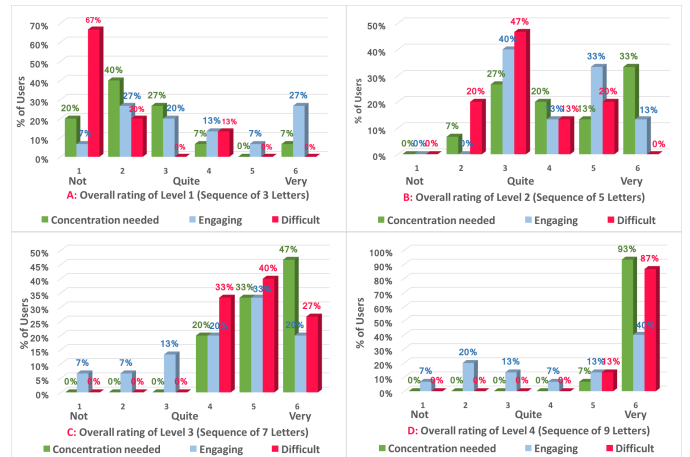 70%
60%
50%
40%
30%
20%
10%
0%
% of Users
20% 7% 67%
40% 27% 20%
27% 20% 0%
7% 13% 13%
0% 7% 0%
7% 27% 0%
1 2 3 4 5 6
Not Quite Very
A: Overall rating of Level 1 (Sequence of 3 Letters)
Concentration needed Engaging Difficult
50%
40%
30%
20%
10%
0%
% of Users
0% 0% 0%
7% 0% 20%
27% 40% 47%
20% 13% 13%
13% 33% 20%
33% 13% 0%
1 2 3 4 5 6
Not Quite Very
B: Overall rating of Level 2 (Sequence of 5 Letters)
Concentration needed Engaging Difficult
50%
45%
40%
35%
30%
25%
20%
15%
10%
5%
0%
% of Users
0% 7% 0%
0% 7% 0%
0% 13% 0%
20% 20% 33%
33% 33% 40%
47% 20% 27%
1 2 3 4 5 6
Not Quite Very
C: Overall rating of Level 3 (Sequence of 7 Letters)
Concentration needed Engaging Difficult
100%
90%
80%
70%
60%
50%
40%
30%
20%
10%
0%
% of Users
0% 7% 0%
0% 20% 0%
0% 13% 0%
0% 7% 0%
7% 13% 13%
93% 40% 87%
1 2 3 4 5 6
Not Quite Very
D: Overall rating of Level 4 (Sequence of 9 Letters)
Concentration needed Engaging Difficult